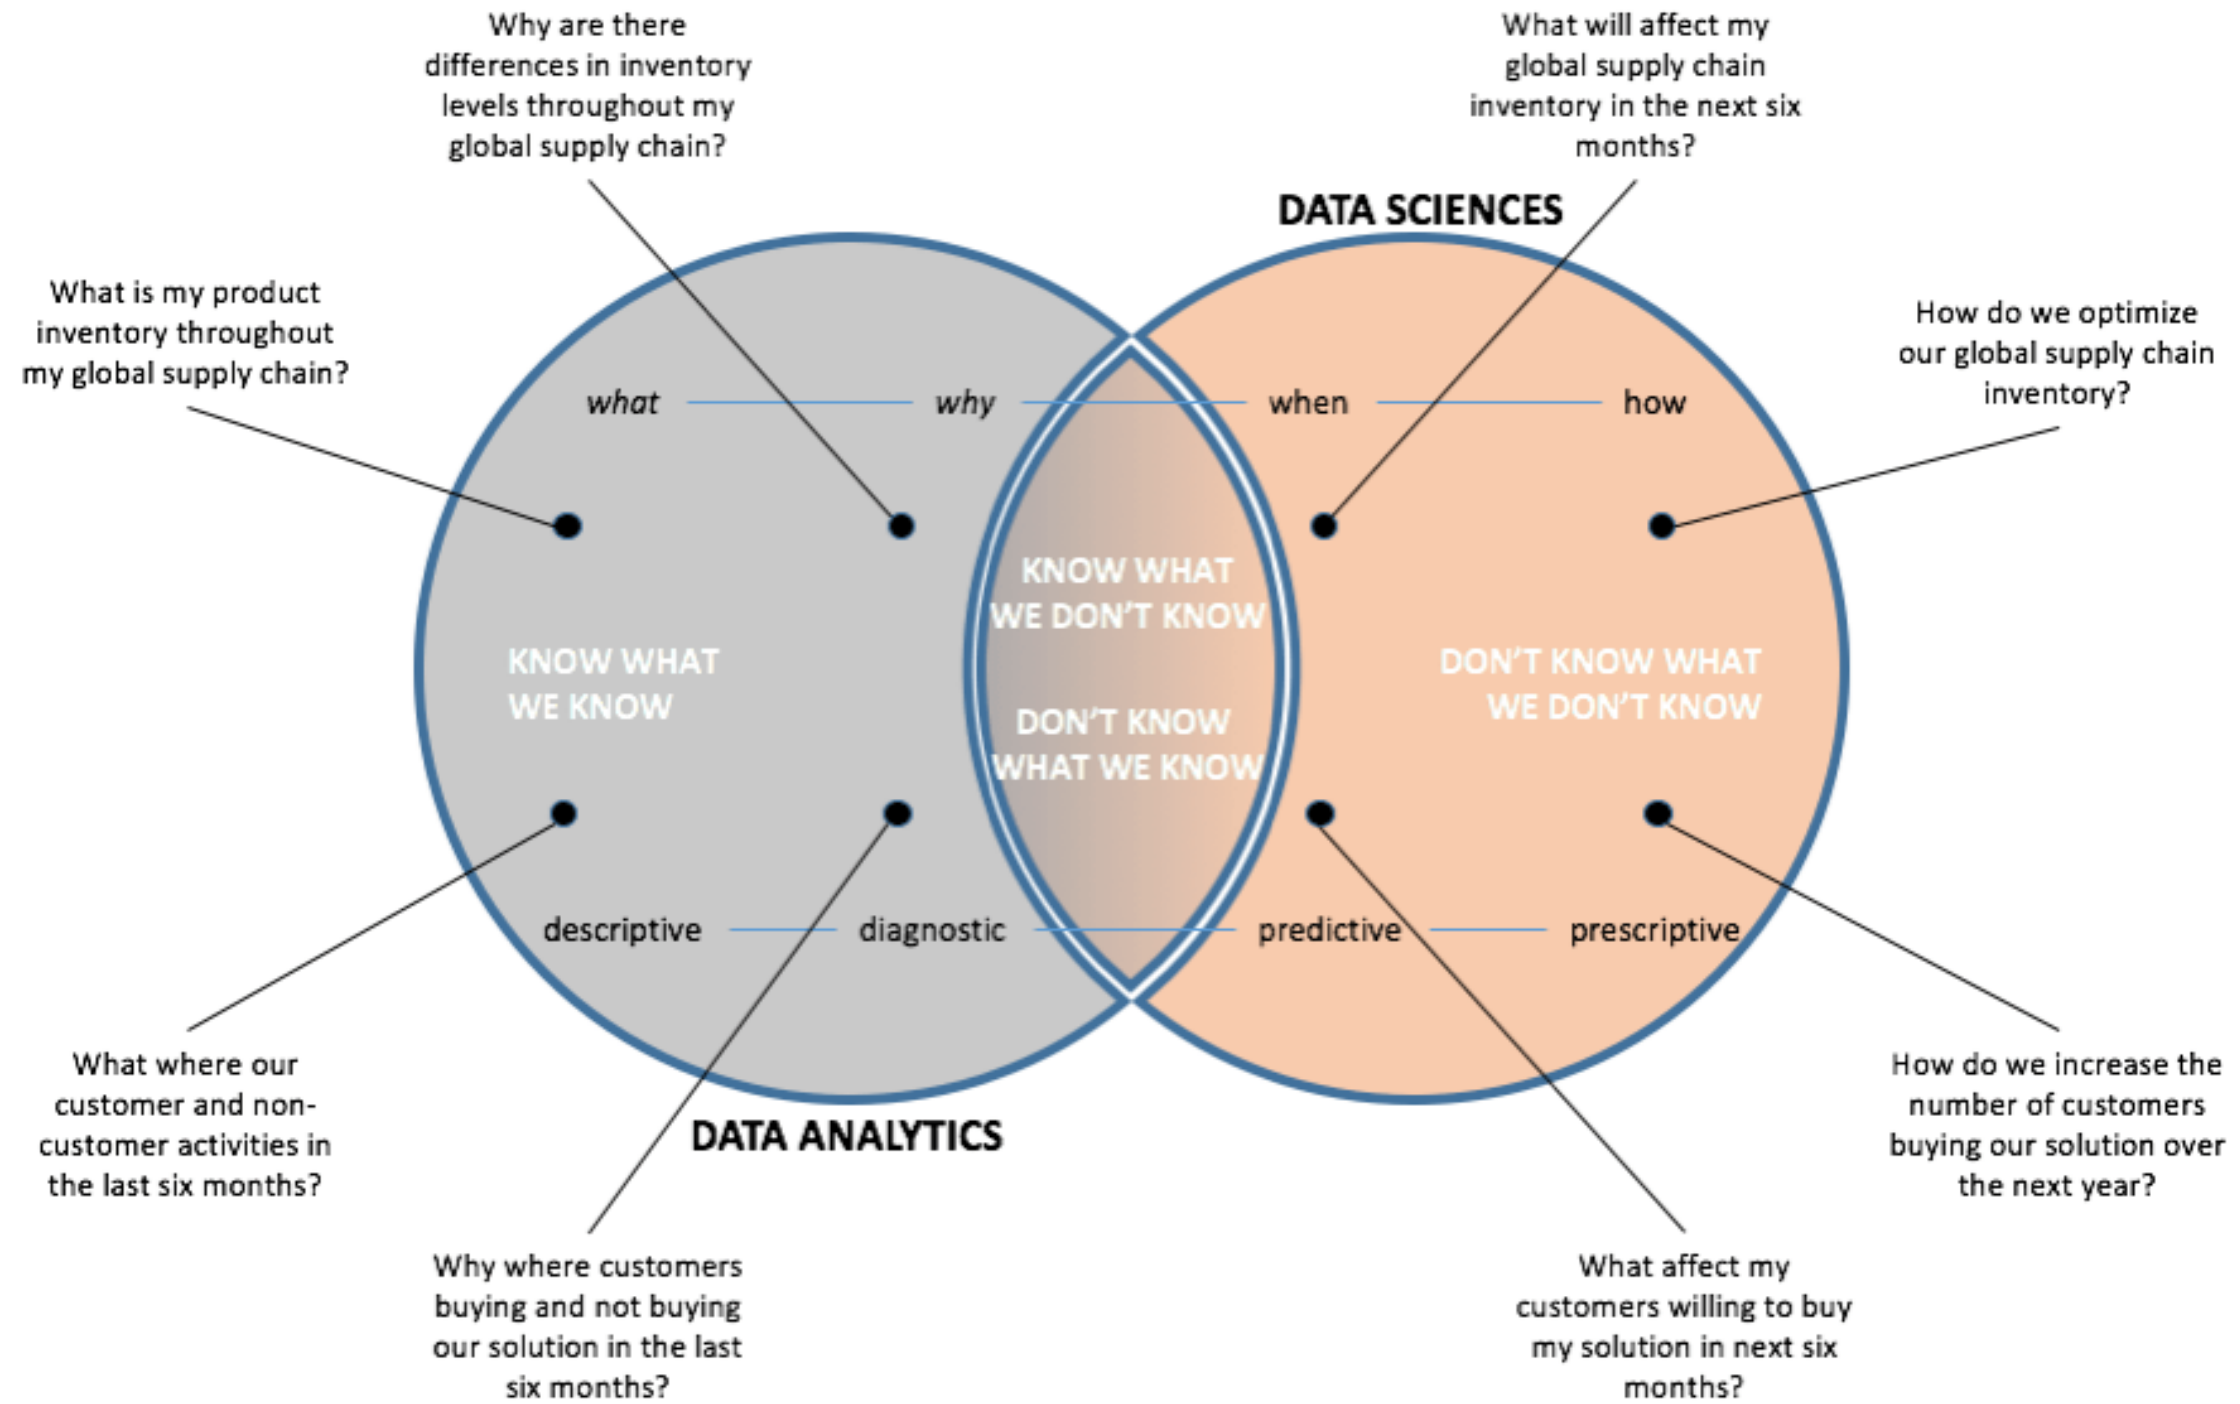 Why are there
differences in inventory
levels throughout my
global supply chain?
What will affect my
global supply chain
inventory in the next six
months?
DATA SCIENCES
What is my product
inventory throughout
my global supply chain?
How do we optimize
our global supply chain
inventory?
what
why
when
how
KNOW WHAT
WE DON'T KNOW
KNOW WHAT
WE KNOW
DON'T KNOW WHAT
WE DON'T KNOW
DON'T KNOW
WHAT WE KNOW
descriptive
diagnostic
predictive
prescriptive
What where our
customer and non-
customer activities in
the last six months?
DATA ANALYTICS
How do we increase the
number of customers
buying our solution over
the next year?
Why where customers
buying and not buying
our solution in the last
six months?
What affect my
customers willing to buy
my solution in next six
months?